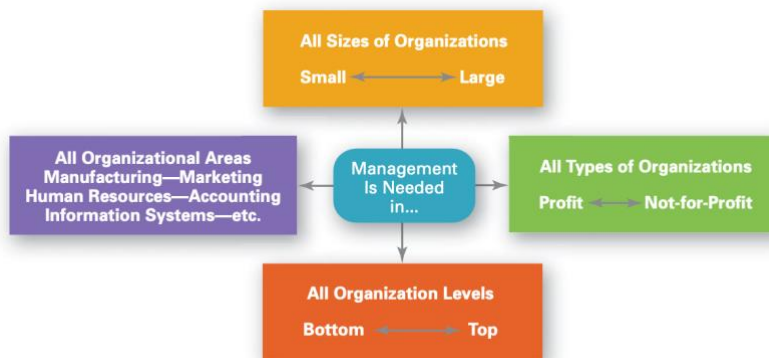 All Sizes of Organizations
Small Large
All Organizational Areas
Manufacturing—Marketing
Human Resources—Accounting
Information Systems—etc.
Management
Is Needed
in...
All Types of Organizations
Profit Not-for-Profit
All Organization Levels
Bottom Top